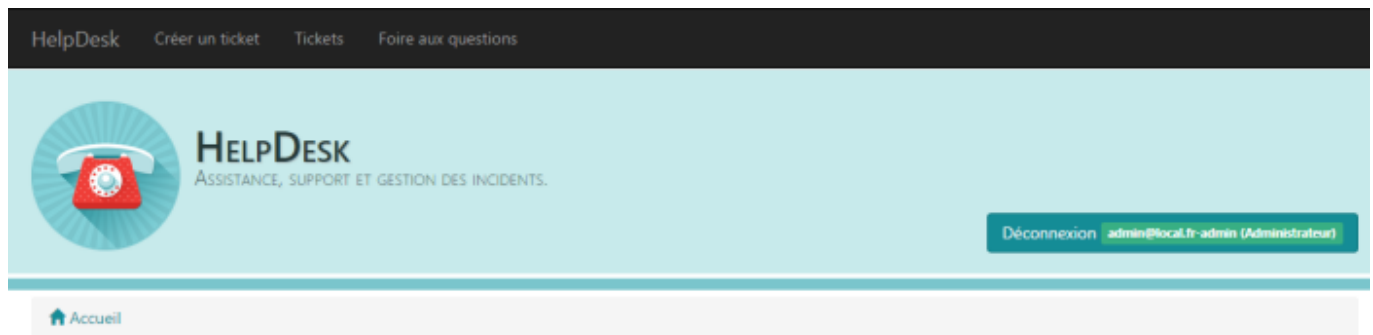 HelpDesk Créer un ticket Tickets Foire aux questions
HELPDESK
ASSISTANCE, SUPPORT ET GESTION DES INCIDENTS.
Déconnexion admin@local.fr-admin (Administrateur)
Accueil